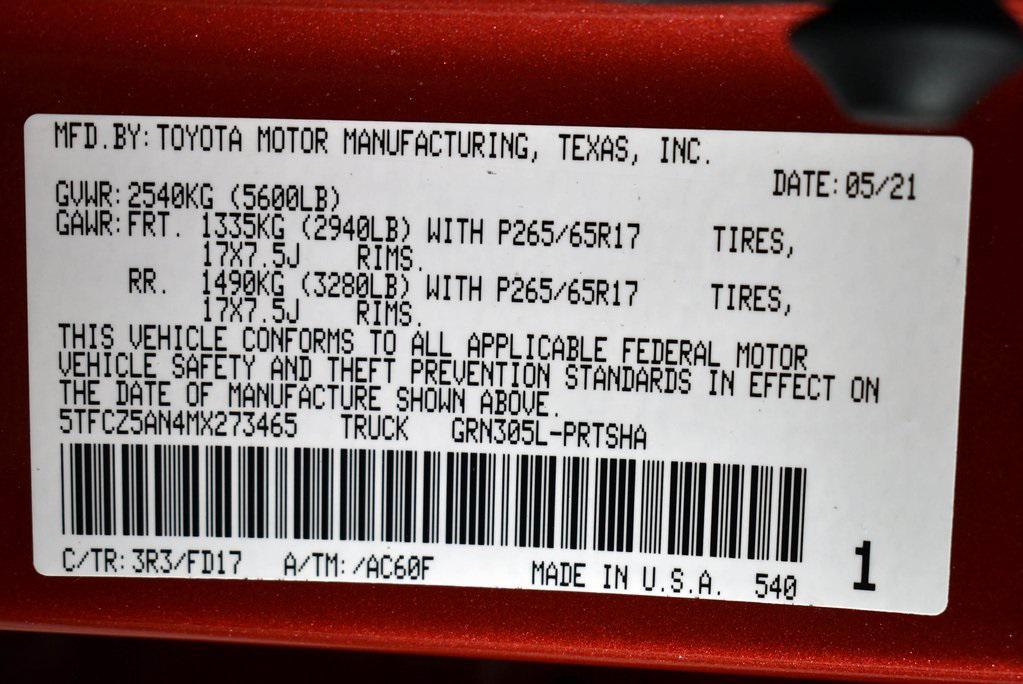 MFD.BY:TOYOTA MOTOR MANUFACTURING, TEXAS, INC.
DATE:05/21
GVWR:2540KG (5600LB)
GAWR:FRT. 1335KG (2940LB) WITH P265/65R17 TIRES,
17X7.5J RIMS.
RR. 1490KG (3280LB) WITH P265/65R17 TIRES,
17X7.5J RIMS.
THIS VEHICLE CONFORMS TO ALL APPLICABLE FEDERAL MOTOR
VEHICLE SAFETY AND THEFT PREVENTION STANDARDS IN EFFECT ON
THE DATE OF MANUFACTURE SHOWN ABOVE.
5TFCZ5AN4MX273465 TRUCK GRN305L-PRTSHA
C/TR:3R3/FD17 A/TM:/AC60F MADE IN U.S.A. 540 1